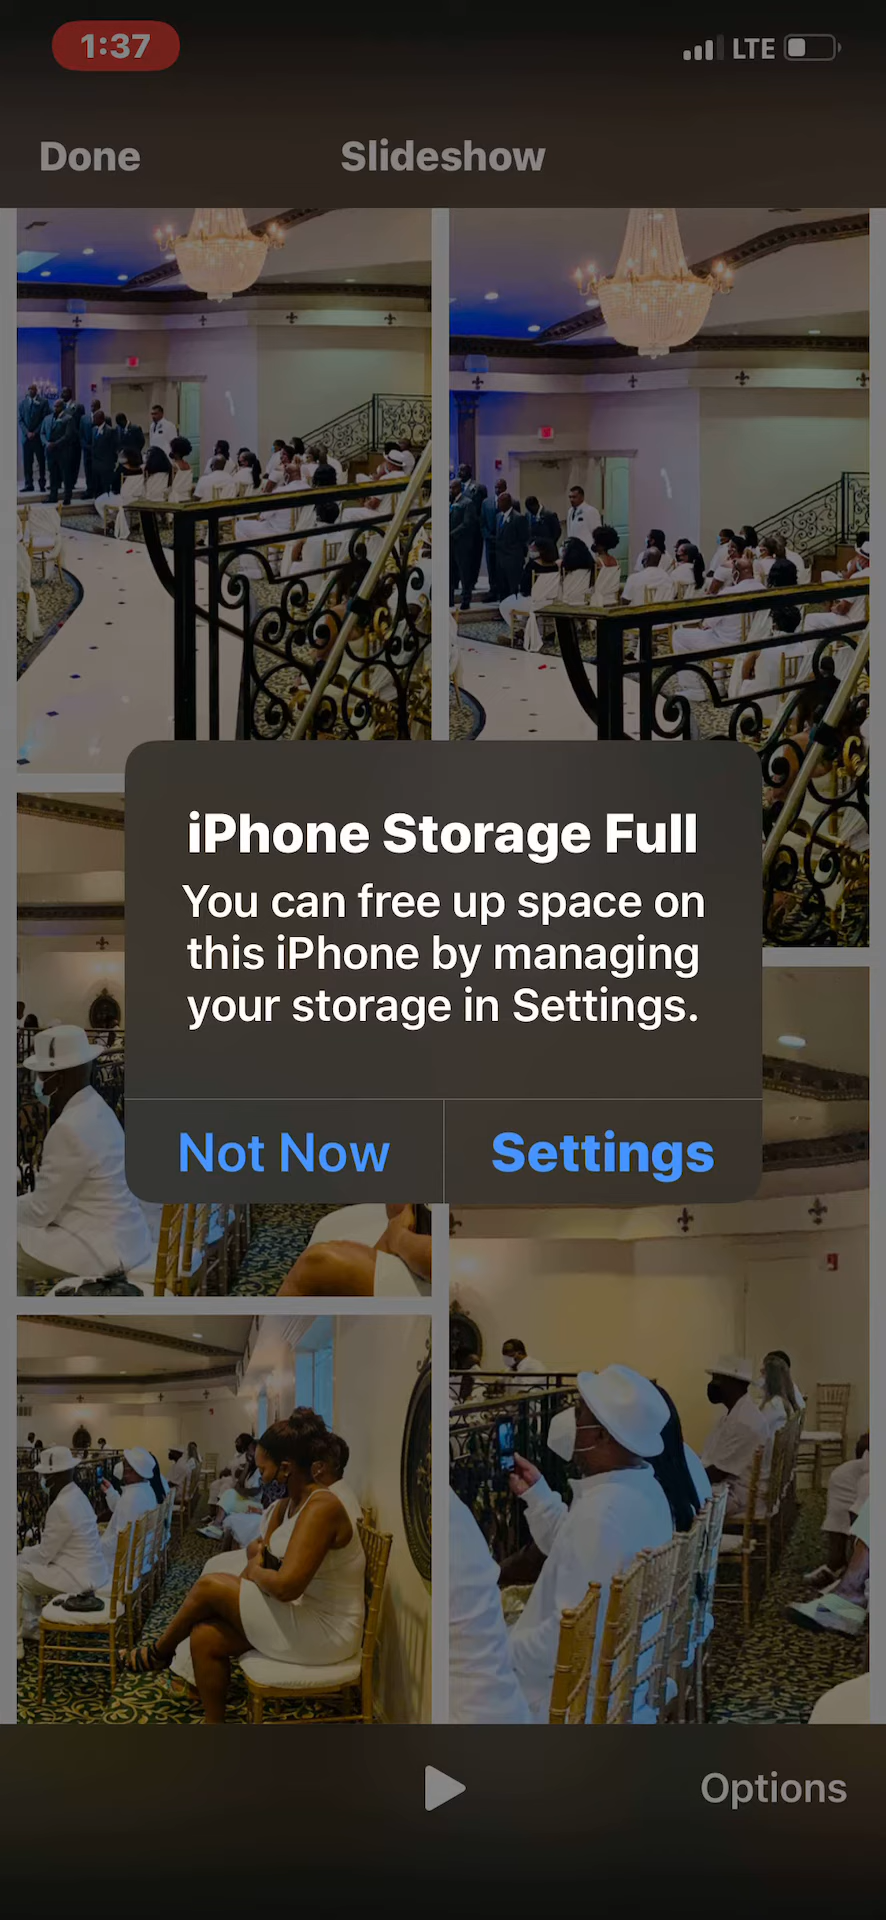 1:37
LTE
Done
Slideshow
iPhone Storage Full
You can free up space on
this iPhone by managing
your storage in Settings.
Not Now
Settings
Options